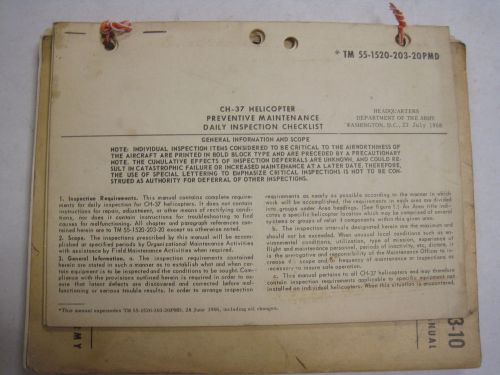 * TM 55-1520-203-20PMD
CH-37 HELICOPTER
PREVENTIVE MAINTENANCE
DAILY INSPECTION CHECKLIST
HEADQUARTERS
DEPARTMENT OF THE ARMY
WASHINGTON, D.C., 23 July 1968
GENERAL INFORMATION AND SCOPE
NOTE: INDIVIDUAL INSPECTION ITEMS CONSIDERED TO BE CRITICAL TO THE AIRWORTHINESS OF
THE AIRCRAFT ARE PRINTED IN BOLD BLOCK TYPE AND ARE PRECEDED BY A PRECAUTIONARY
NOTE. THE CUMULATIVE EFFECTS OF INSPECTION DEFERRALS ARE UNKNOWN, AND COULD RE-
SULT IN CATASTROPHIC FAILURE OR INCREASED MAINTENANCE AT A LATER DATE, THEREFORE,
THE USE OF SPECIAL LETTERING TO EMPHASIZE CRITICAL INSPECTIONS IS NOT TO BE CON-
STRUED AS AUTHORITY FOR DEFERRAL OF OTHER INSPECTIONS.
1. Inspection Requirements. This manual contains complete require-
ments for daily inspection for CH-37 helicopters. It does not contain
instructions for repair, adjustment, or other means of rectifying condi-
tions, nor does it contain instructions for troubleshooting to find
causes for malfunctioning. All chapter and paragraph references cont-
tained herein are to TM 55-1520-203-20 except as otherwise noted.
2. Scope. The inspections prescribed by this manual will be accom-
plished at specified periods by Organizational Maintenance Activities
with assistance by Field Maintenance Activities when required.
3. General Information. a. The inspection requirements contained
herein are stated in such a manner as to establish what and when cer-
tain equipment is to be inspected and the conditions to be sought. Com-
pliance with the provisions outlined herein is required in order to as-
sure that latent defects are discovered and corrected before mal-
functioning or serious trouble results. In order to arrange inspection
requirements as nearly as possible according to the manner in which
work will be accomplished, the requirements in each area are divided
into groups under Area headings. (See figure 1.) An Area title indi-
cates a specific helicopter location which may be comprised of several
systems or groups of related components within this given area.
b. The inspection intervals designated herein are the maximum and
should not be exceeded. When unusual local conditions such as en-
vironmental conditions, utilization, type of mission, experience of
flight and maintenance personnel, periods of inactivity, etc. dictate, it
is the prerogative and responsibility of the Maintenance Officer to in-
crease the scope and frequency of maintenance or inspections as
necessary to insure safe operation.
c. This manual pertains to all CH-37 helicopters and may therefore
contain inspection requirements applicable to specific equipment not
installed on individual helicopters. When this situation is encountered,
*This manual supersedes TM 55-1520-203-20PMD, 28 June 1966, including all changes.
3-10
ANUAL